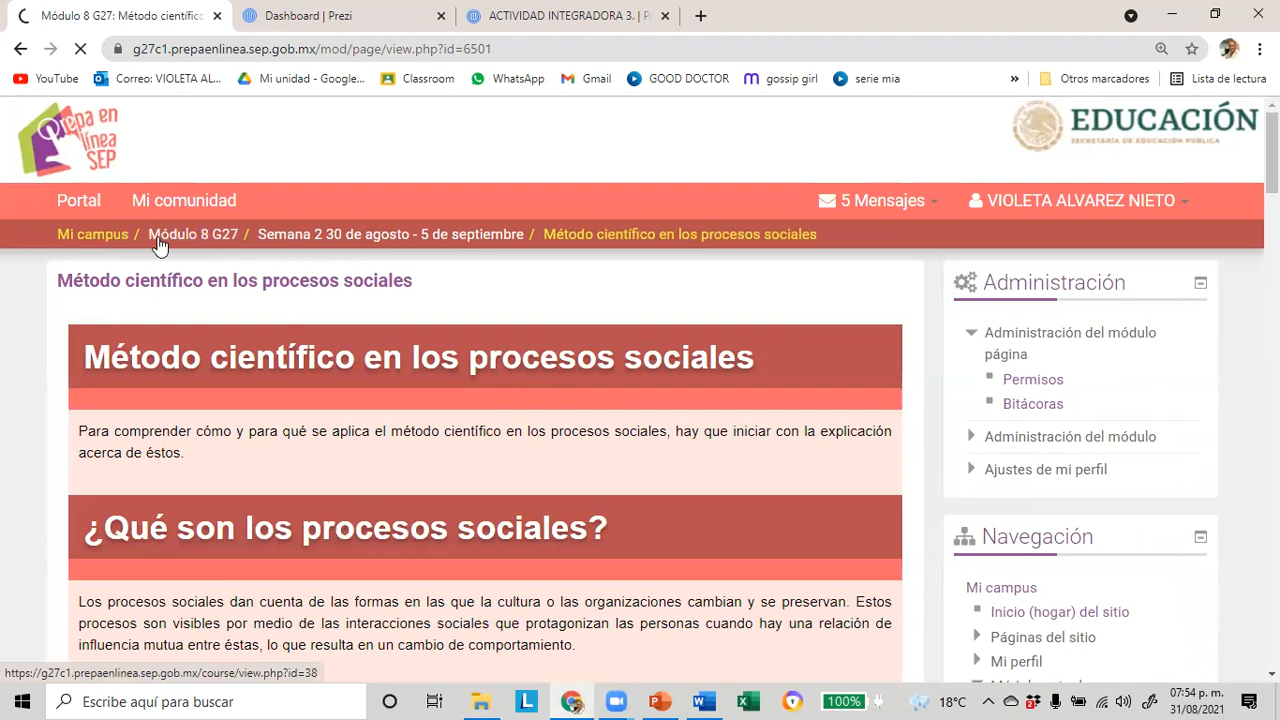 Módulo 8 G27: Método científico
Dashboard | Prezi
ACTIVIDAD INTEGRADORA 3. | P
g27c1.prepaenlinea.sep.gob.mx/mod/page/view.php?id=6501
YouTube
Correo: VIOLETA AL...
Mi unidad - Google...
Classroom
WhatsApp
Gmail
GOOD DOCTOR
gossip girl
serie mia
»
Otros marcadores
Lista de lectura
Prepa en
línea
SEP
EDUCACIÓN
SECRETARÍA DE EDUCACIÓN PÚBLICA
Portal
Mi comunidad
5 Mensajes
VIOLETA ALVAREZ NIETO
Mi campus / Módulo 8 G27 / Semana 2 30 de agosto - 5 de septiembre / Método científico en los procesos sociales
Método científico en los procesos sociales
Método científico en los procesos sociales
Para comprender cómo y para qué se aplica el método científico en los procesos sociales, hay que iniciar con la explicación
acerca de éstos.
¿Qué son los procesos sociales?
Los procesos sociales dan cuenta de las formas en las que la cultura o las organizaciones cambian y se preservan. Estos
procesos son visibles por medio de las interacciones sociales que protagonizan las personas cuando hay una relación de
influencia mutua entre éstas, lo que resulta en un cambio de comportamiento.
Administración
Administración del módulo
página
Permisos
Bitácoras
Administración del módulo
Ajustes de mi perfil
Navegación
Mi campus
Inicio (hogar) del sitio
Páginas del sitio
Mi perfil
https://g27c1.prepaenlinea.sep.gob.mx/course/view.php?id=38
Escribe aquí para buscar
100%
18°C
07:54 p. m.
31/08/2021